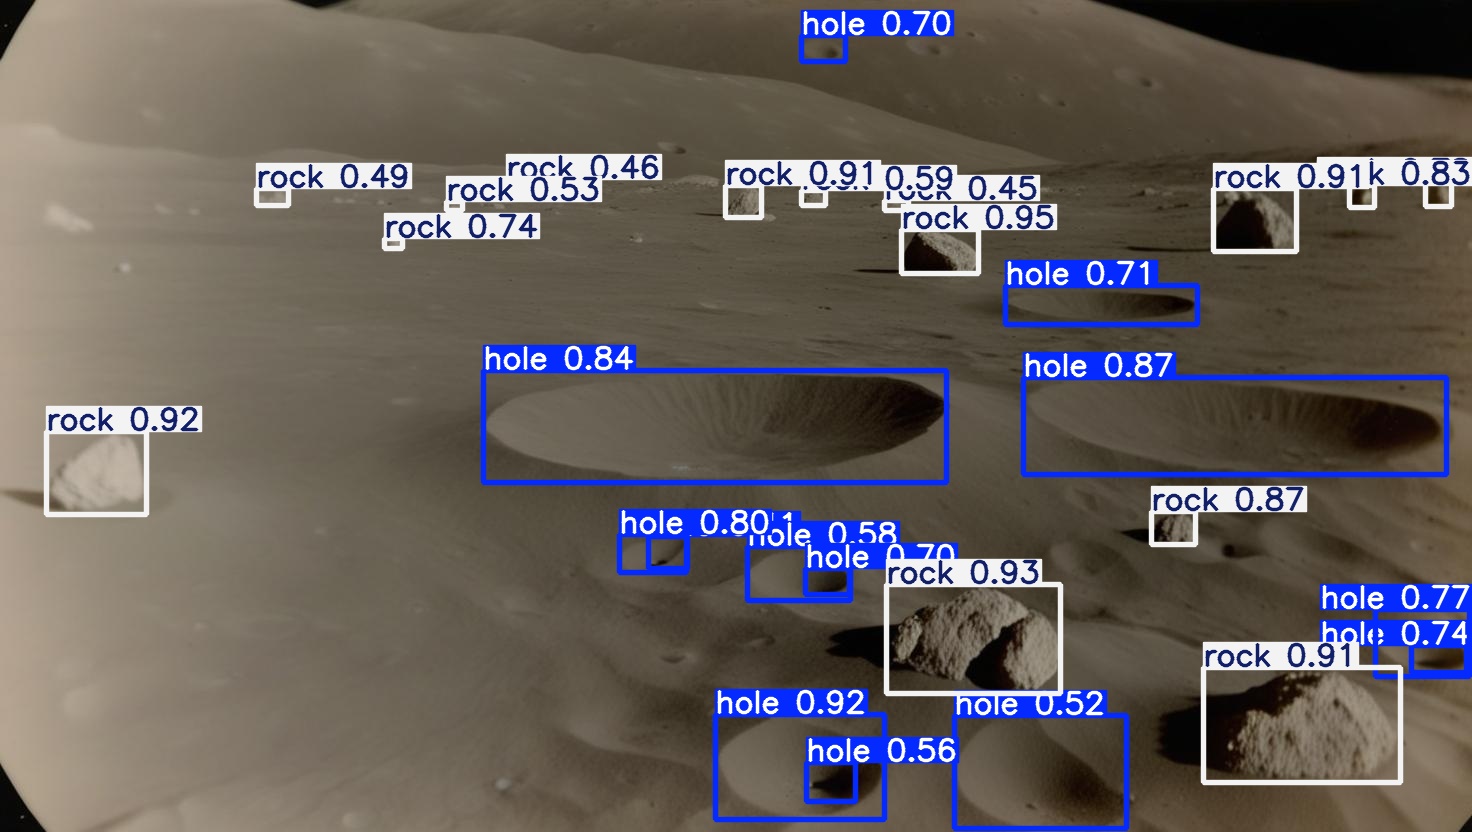 hole 0.70
rock 0.46
rock 0.49
rock 0.53
rock 0.91
0.59
rock 0.45
rock 0.91
k 0.83
rock 0.74
rock 0.95
hole 0.71
hole 0.84
hole 0.87
rock 0.92
rock 0.87
hole 0.80
hole 0.58
hole 0.70
rock 0.93
hole 0.77
hole 0.74
rock 0.91
hole 0.92
hole 0.52
hole 0.56